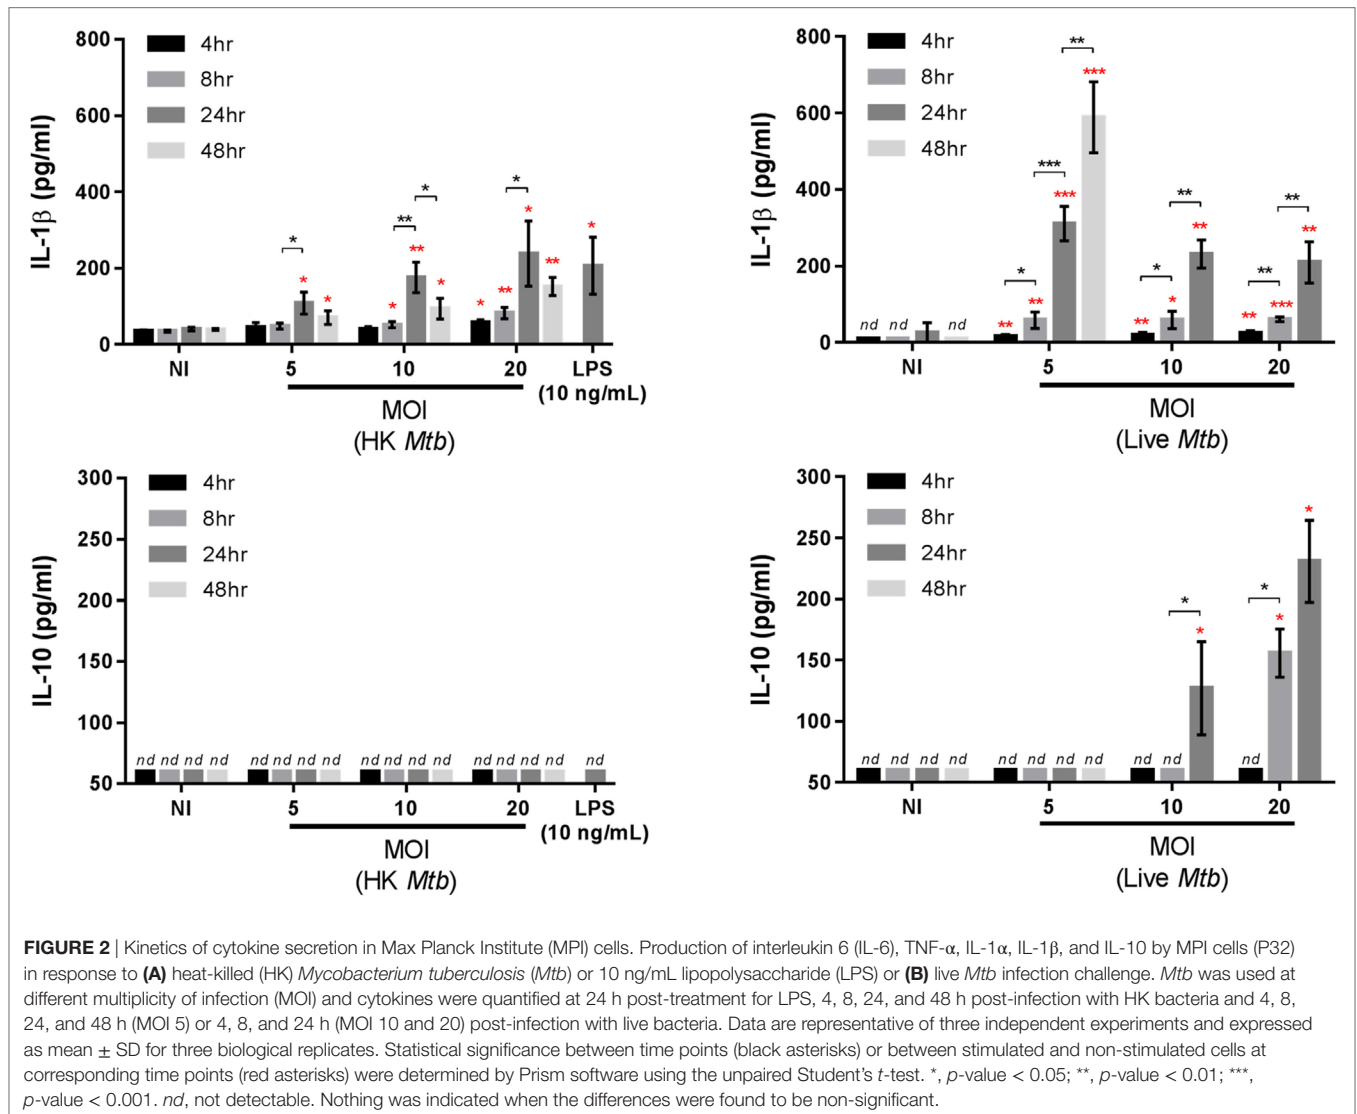 800
600
400
200
0
IL-1β (pg/ml)
4hr
8hr
24hr
48hr
*
*
*
*
**
*
**
*
*
*
*
**
*
**
*
NI
5
10
20
LPS
(10 ng/mL)
MOI
(HK Mtb)
800
600
400
200
0
IL-1β (pg/ml)
4hr
8hr
24hr
48hr
nd
nd
nd
**
*
**
***
***
**
***
**
*
*
**
**
**
**
***
**
**
NI
5
10
20
MOI
(Live Mtb)
300
250
200
150
100
50
IL-10 (pg/ml)
4hr
8hr
24hr
48hr
nd nd nd nd
nd nd nd nd
nd nd nd nd
nd nd nd nd
nd
NI
5
10
20
LPS
(10 ng/mL)
MOI
(HK Mtb)
300
250
200
150
100
50
IL-10 (pg/ml)
4hr
8hr
24hr
48hr
nd nd nd nd
nd nd nd nd
nd nd
*
*
nd
*
*
*
NI
5
10
20
MOI
(Live Mtb)
FIGURE 2 | Kinetics of cytokine secretion in Max Planck Institute (MPI) cells. Production of interleukin 6 (IL-6), TNF-α, IL-1α, IL-1β, and IL-10 by MPI cells (P32)
in response to (A) heat-killed (HK) Mycobacterium tuberculosis (Mtb) or 10 ng/mL lipopolysaccharide (LPS) or (B) live Mtb infection challenge. Mtb was used at
different multiplicity of infection (MOI) and cytokines were quantified at 24 h post-treatment for LPS, 4, 8, 24, and 48 h post-infection with HK bacteria and 4, 8,
24, and 48 h (MOI 5) or 4, 8, and 24 h (MOI 10 and 20) post-infection with live bacteria. Data are representative of three independent experiments and expressed
as mean ± SD for three biological replicates. Statistical significance between time points (black asterisks) or between stimulated and non-stimulated cells at
corresponding time points (red asterisks) were determined by Prism software using the unpaired Student's t-test. *, p-value < 0.05; **, p-value < 0.01; ***,
p-value < 0.001. nd, not detectable. Nothing was indicated when the differences were found to be non-significant.